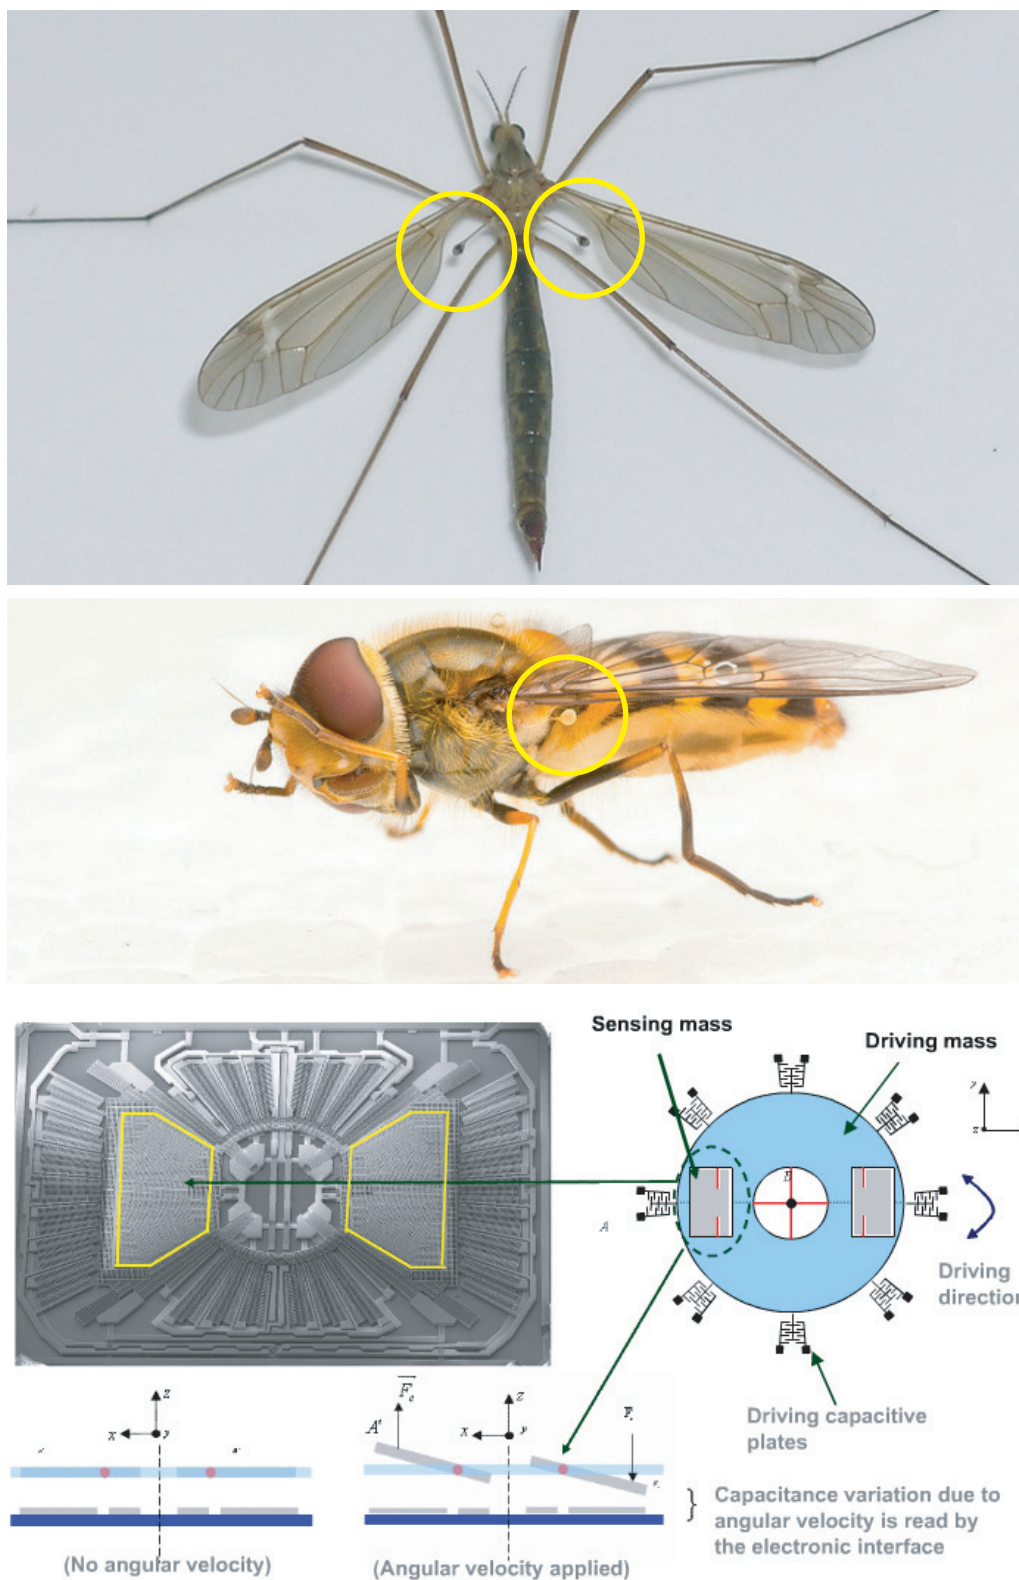 Sensing mass
Driving mass
y
z
B
A
Driving
direction
Driving capacitive
plates
z
x
y
F_c
A'
z
x
y
Capacitance variation due to
angular velocity is read by
the electronic interface
(No angular velocity)
(Angular velocity applied)